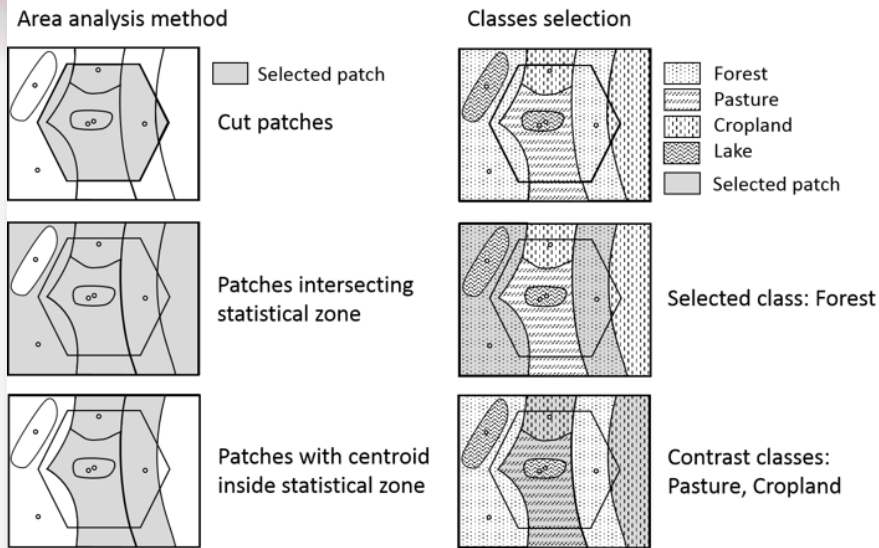 Area analysis method
Selected patch
Cut patches
Patches intersecting
statistical zone
Patches with centroid
inside statistical zone
Classes selection
Forest
Pasture
Cropland
Lake
Selected patch
Selected class: Forest
Contrast classes:
Pasture, Cropland